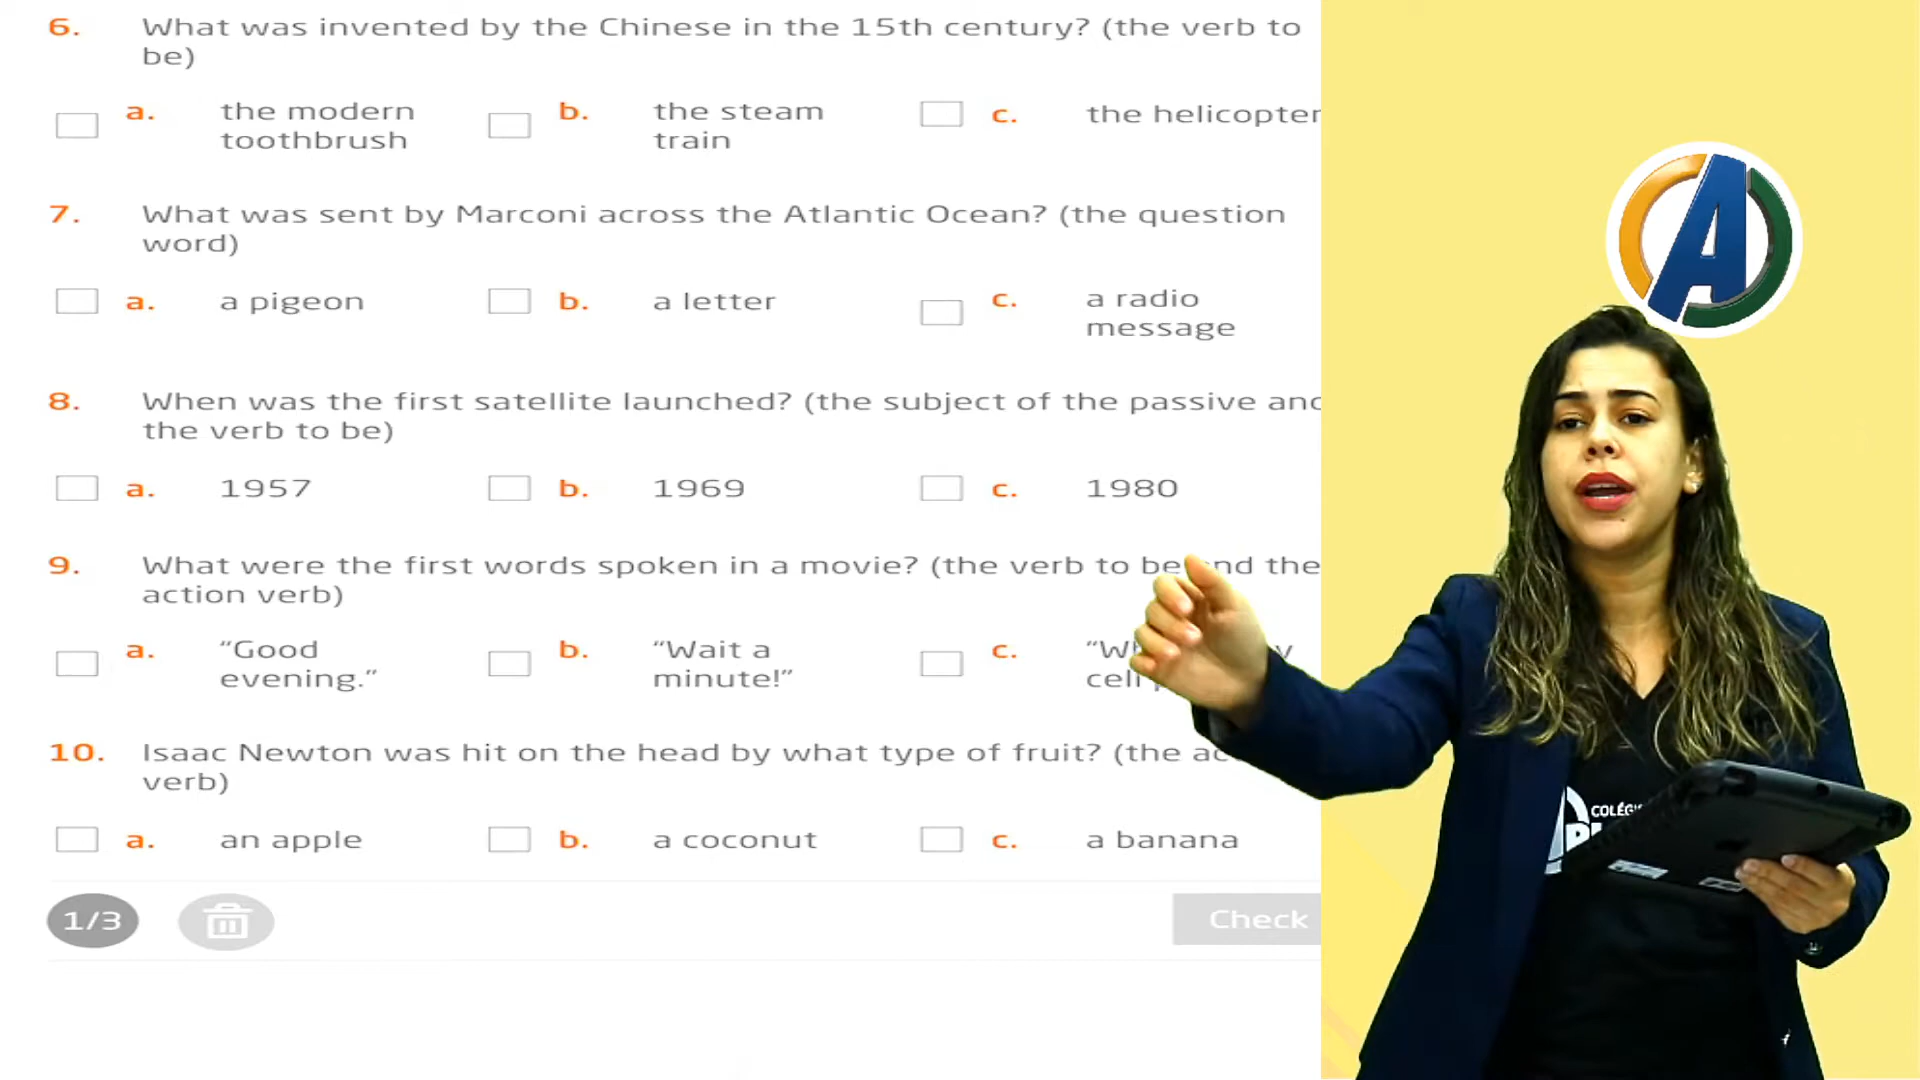 6. What was invented by the Chinese in the 15th century? (the verb to
be)
a. the modern
toothbrush
b. the steam
train
c. the helicopter
7. What was sent by Marconi across the Atlantic Ocean? (the question
word)
a. a pigeon
b. a letter
c. a radio
message
8. When was the first satellite launched? (the subject of the passive and
the verb to be)
a. 1957
b. 1969
c. 1980
9. What were the first words spoken in a movie? (the verb to be and the
action verb)
a. “Good
evening.”
b. “Wait a
minute!”
c.
10. Isaac Newton was hit on the head by what type of fruit? (the
verb)
a. an apple
b. a coconut
c. a banana
1/3
Check
A